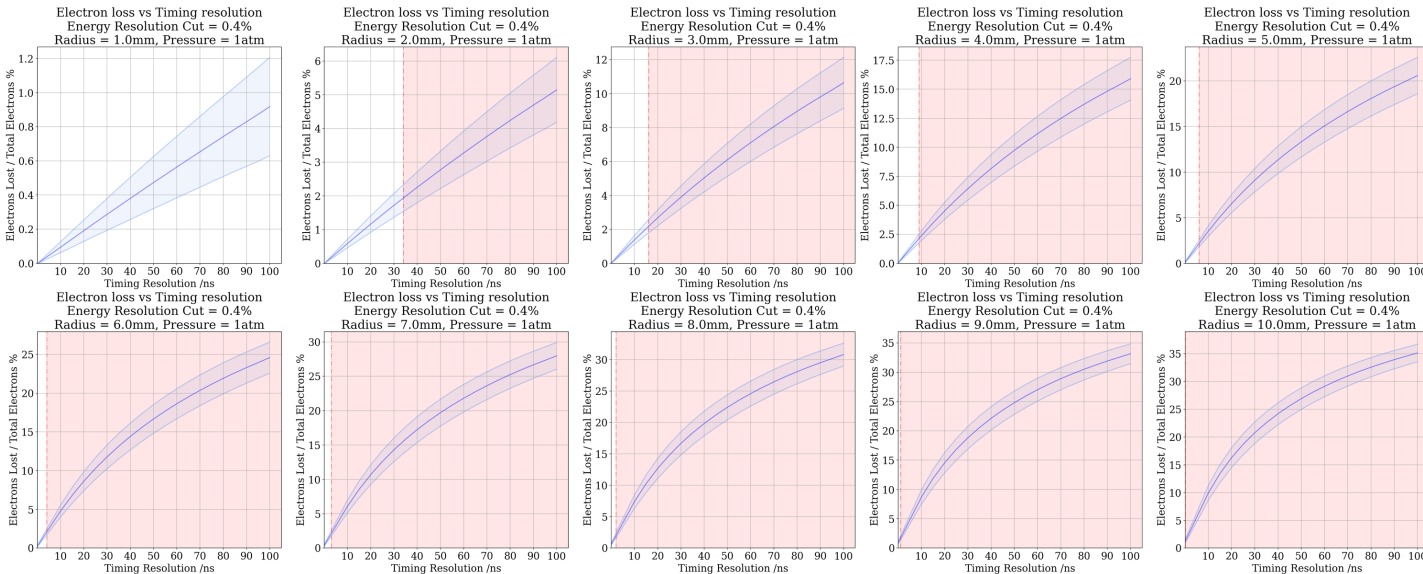 Electron loss vs Timing resolution
Energy Resolution Cut = 0.4%
Radius = 1.0mm, Pressure = 1atm
Electrons Lost / Total Electrons %
1.2
1.0
0.8
0.6
0.4
0.2
0.0
10 20 30 40 50 60 70 80 90 100
Timing Resolution /ns
Electron loss vs Timing resolution
Energy Resolution Cut = 0.4%
Radius = 2.0mm, Pressure = 1atm
Electrons Lost / Total Electrons %
6
5
4
3
2
1
0
10 20 30 40 50 60 70 80 90 100
Timing Resolution /ns
Electron loss vs Timing resolution
Energy Resolution Cut = 0.4%
Radius = 3.0mm, Pressure = 1atm
Electrons Lost / Total Electrons %
12
10
8
6
4
2
0
10 20 30 40 50 60 70 80 90 100
Timing Resolution /ns
Electron loss vs Timing resolution
Energy Resolution Cut = 0.4%
Radius = 4.0mm, Pressure = 1atm
Electrons Lost / Total Electrons %
17.5
15.0
12.5
10.0
7.5
5.0
2.5
0.0
10 20 30 40 50 60 70 80 90 100
Timing Resolution /ns
Electron loss vs Timing resolution
Energy Resolution Cut = 0.4%
Radius = 5.0mm, Pressure = 1atm
Electrons Lost / Total Electrons %
20
15
10
5
0
10 20 30 40 50 60 70 80 90 100
Timing Resolution /ns
Electron loss vs Timing resolution
Energy Resolution Cut = 0.4%
Radius = 6.0mm, Pressure = 1atm
Electrons Lost / Total Electrons %
25
20
15
10
5
0
10 20 30 40 50 60 70 80 90 100
Timing Resolution /ns
Electron loss vs Timing resolution
Energy Resolution Cut = 0.4%
Radius = 7.0mm, Pressure = 1atm
Electrons Lost / Total Electrons %
30
25
20
15
10
5
0
10 20 30 40 50 60 70 80 90 100
Timing Resolution /ns
Electron loss vs Timing resolution
Energy Resolution Cut = 0.4%
Radius = 8.0mm, Pressure = 1atm
Electrons Lost / Total Electrons %
30
25
20
15
10
5
0
10 20 30 40 50 60 70 80 90 100
Timing Resolution /ns
Electron loss vs Timing resolution
Energy Resolution Cut = 0.4%
Radius = 9.0mm, Pressure = 1atm
Electrons Lost / Total Electrons %
35
30
25
20
15
10
5
0
10 20 30 40 50 60 70 80 90 100
Timing Resolution /ns
Electron loss vs Timing resolution
Energy Resolution Cut = 0.4%
Radius = 10.0mm, Pressure = 1atm
Electrons Lost / Total Electrons %
35
30
25
20
15
10
5
0
10 20 30 40 50 60 70 80 90 100
Timing Resolution /ns